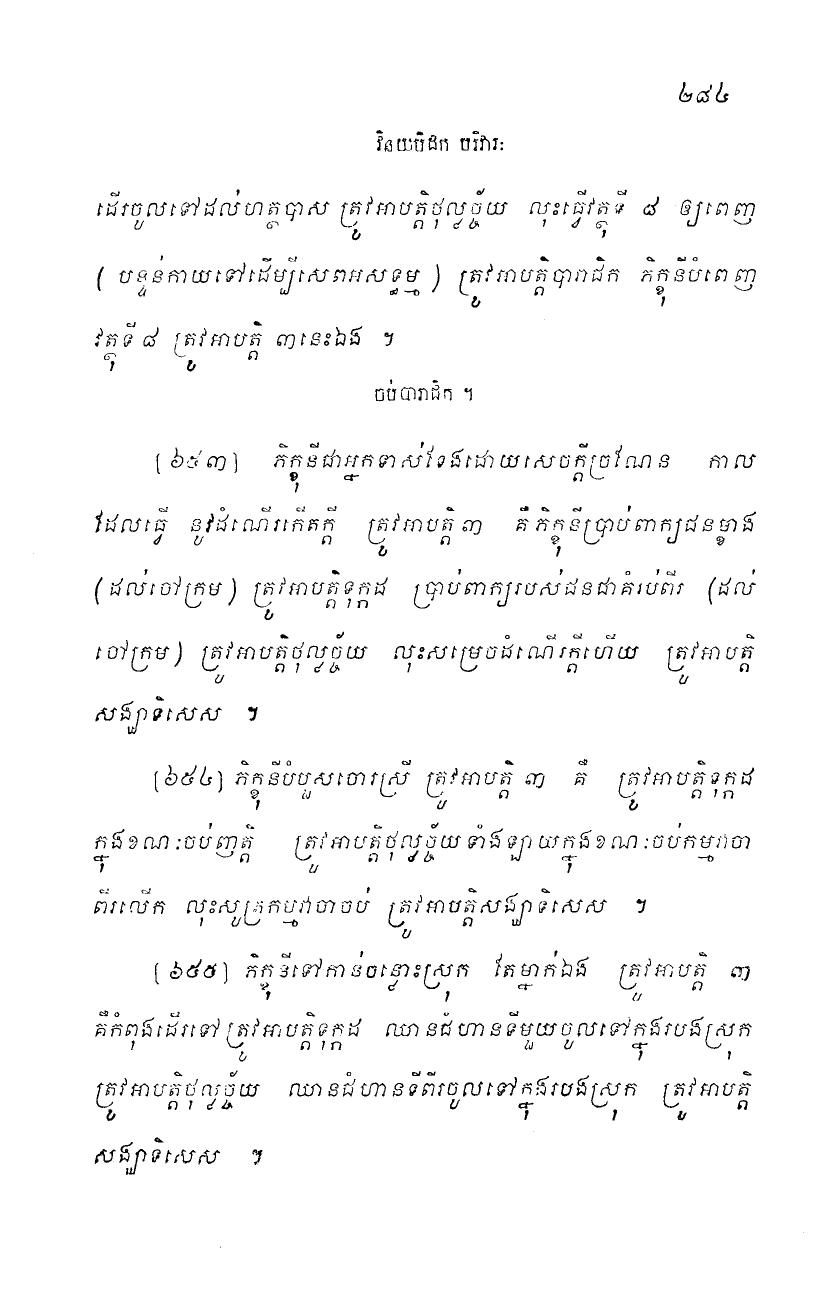 ២៨៤
វិនយបិដក បរិវារៈ
ដើរចូលទៅដល់ហត្ថបាស ត្រូវអាបត្តិថុល្លច្ច័យ លុះធ្វើវត្ថុទី ៨ ឲ្យពេញ
( បន្ទន់កាយទៅដើម្បីសេពអសទ្ធម្ម ) ត្រូវអាបត្តិបារាជិក ភិក្ខុនីបំពេញ
វត្ថុទី ៨ ត្រូវអាបត្តិ ៣នេះឯង ។
ចប់បារាជិក ។
[៦៥៣] ភិក្ខុនីជាអ្នកទាស់ទែងដោយសេចក្តីច្រណែន កាល
ដែលធ្វើ នូវដំណើរកើតក្តី ត្រូវអាបត្តិ ៣ គឺភិក្ខុនីប្រាប់ពាក្យជនម្ខាង
(ដល់ចៅក្រម) ត្រូវអាបត្តិទុក្កដ ប្រាប់ពាក្យរបស់ជនជាគំរប់ពីរ (ដល់
ចៅក្រម) ត្រូវអាបត្តិថុល្លច្ច័យ លុះសម្រេចដំណើរក្តីហើយ ត្រូវអាបត្តិ
សង្ឃាទិសេស ។
[៦៥៤] ភិក្ខុនីបំបួសចោរស្រី ត្រូវអាបត្តិ ៣ គឺ ត្រូវអាបត្តិទុក្កដ
ក្នុងខណៈចប់ញត្តិ ត្រូវអាបត្តិថុល្លច្ច័យទាំងឡាយក្នុងខណៈចប់កម្មវាចា
ពីរលើក លុះសូត្រកម្មវាចាចប់ ត្រូវអាបត្តិសង្ឃាទិសេស ។
[៦៥៥] ភិក្ខុនីទៅកាន់ចន្លោះស្រុក តែម្នាក់ឯង ត្រូវអាបត្តិ ៣
គឺកំពុងដើរទៅ ត្រូវអាបត្តិទុក្កដ ឈានជំហានទីមួយចូលទៅក្នុងរបងស្រុក
ត្រូវអាបត្តិថុល្លច្ច័យ ឈានជំហានទីពីរចូលទៅក្នុងរបងស្រុក ត្រូវអាបត្តិ
សង្ឃាទិសេស ។